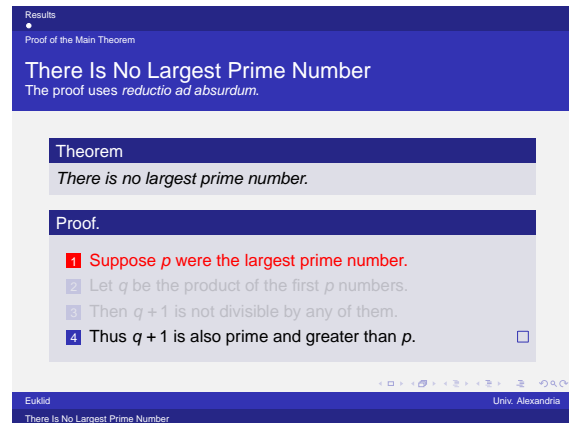 Results
Proof of the Main Theorem
There Is No Largest Prime Number
The proof uses reductio ad absurdum.
Theorem
There is no largest prime number.
Proof.
1 Suppose p were the largest prime number.
2 Let q be the product of the first p numbers.
3 Then q + 1 is not divisible by any of them.
4 Thus q + 1 is also prime and greater than p.
Euklid Univ. Alexandria
There Is No Largest Prime Number